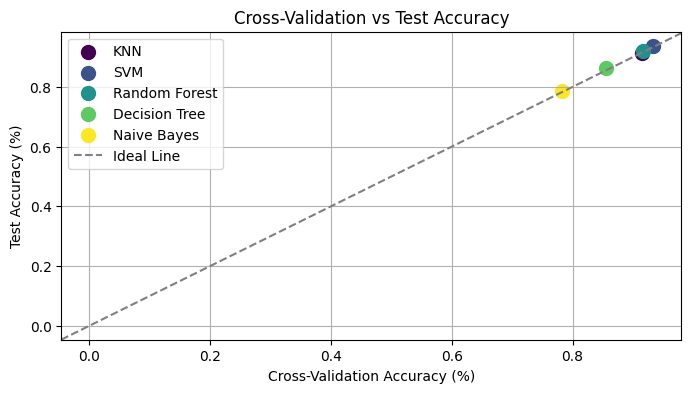 Cross-Validation vs Test Accuracy
KNN
SVM
Random Forest
Decision Tree
Naive Bayes
Ideal Line
Test Accuracy (%)
0.8
0.6
0.4
0.2
0.0
0.0 0.2 0.4 0.6 0.8
Cross-Validation Accuracy (%)